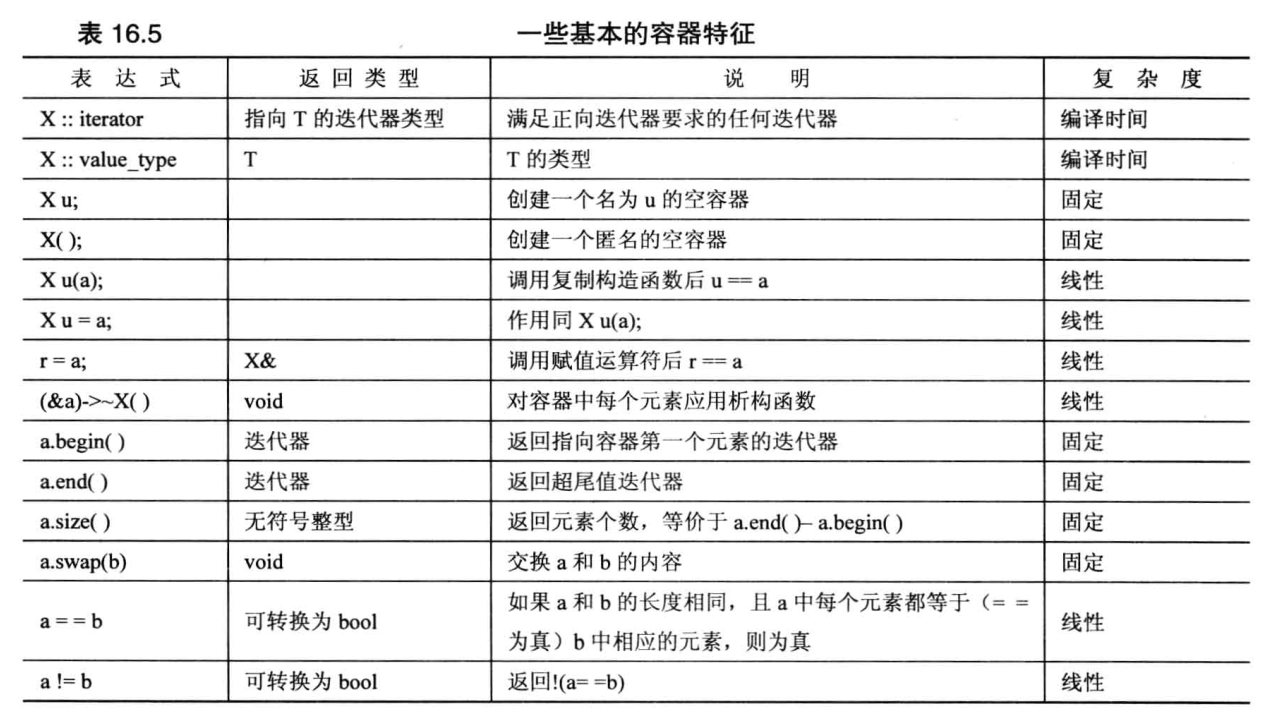 表 16.5 一些基本的容器特征
表 达 式 返 回 类 型 说 明 复 杂 度
X :: iterator 指向 T 的迭代器类型 满足正向迭代器要求的任何迭代器 编译时间
X :: value_type T T 的类型 编译时间
X u; 创建一个名为 u 的空容器 固定
X( ); 创建一个匿名的空容器 固定
X u(a); 调用复制构造函数后 u == a 线性
X u = a; 作用同 X u(a); 线性
r = a; X& 调用赋值运算符后 r == a 线性
(&a)->~X( ) void 对容器中每个元素应用析构函数 线性
a.begin( ) 迭代器 返回指向容器第一个元素的迭代器 固定
a.end( ) 迭代器 返回超尾值迭代器 固定
a.size( ) 无符号整型 返回元素个数，等价于 a.end( )– a.begin( ) 固定
a.swap(b) void 交换 a 和 b 的内容 固定
a = = b 可转换为 bool 如果 a 和 b 的长度相同，且 a 中每个元素都等于（= = 线性
为真）b 中相应的元素，则为真
a != b 可转换为 bool 返回!(a= =b) 线性